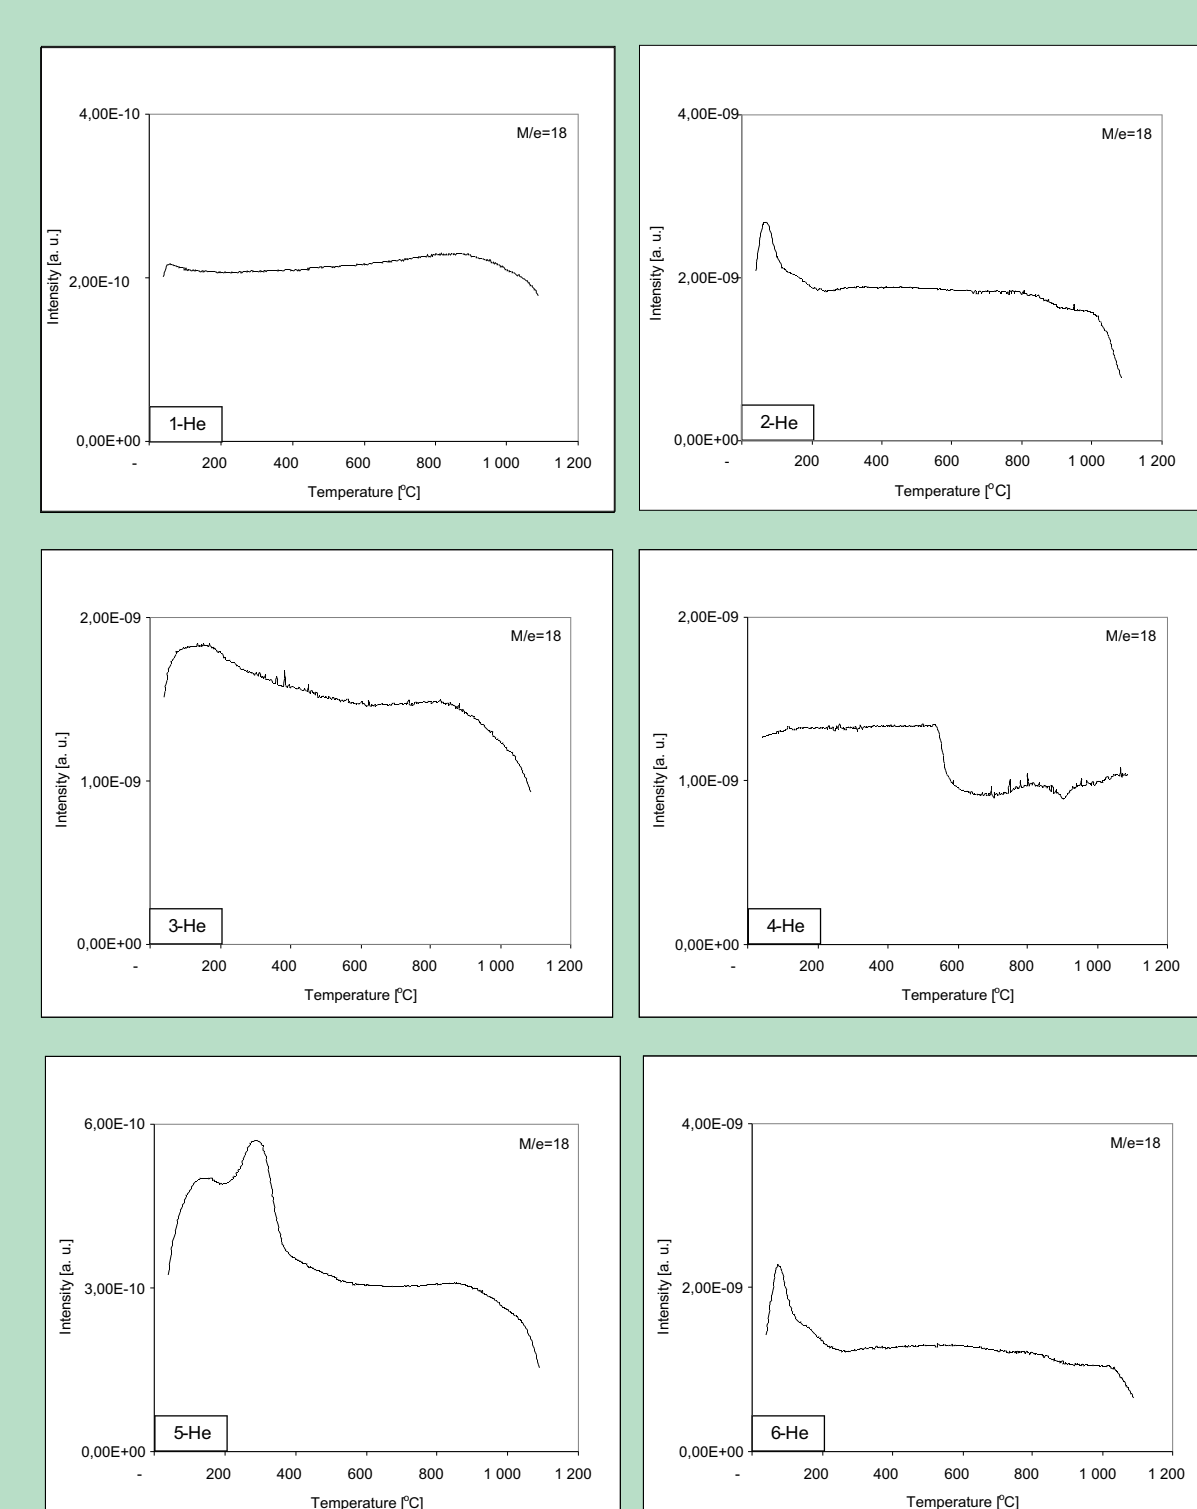 4,00E-10
M/e=18
Intensity [a. u.]
2,00E-10
1-He
0,00E+00
- 200 400 600 800 1 000 1 200
Temperature [°C]
4,00E-09
M/e=18
Intensity [a. u.]
2,00E-09
2-He
0,00E+00
- 200 400 600 800 1 000 1 200
Temperature [°C]
2,00E-09
M/e=18
Intensity [a. u.]
1,00E-09
3-He
0,00E+00
- 200 400 600 800 1 000 1 200
Temperature [°C]
2,00E-09
M/e=18
Intensity [a. u.]
1,00E-09
4-He
0,00E+00
- 200 400 600 800 1 000 1 200
Temperature [°C]
6,00E-10
M/e=18
Intensity [a. u.]
3,00E-10
5-He
0,00E+00
- 200 400 600 800 1 000 1 200
Temperature [°C]
4,00E-09
M/e=18
Intensity [a. u.]
2,00E-09
6-He
0,00E+00
- 200 400 600 800 1 000 1 200
Temperature [°C]